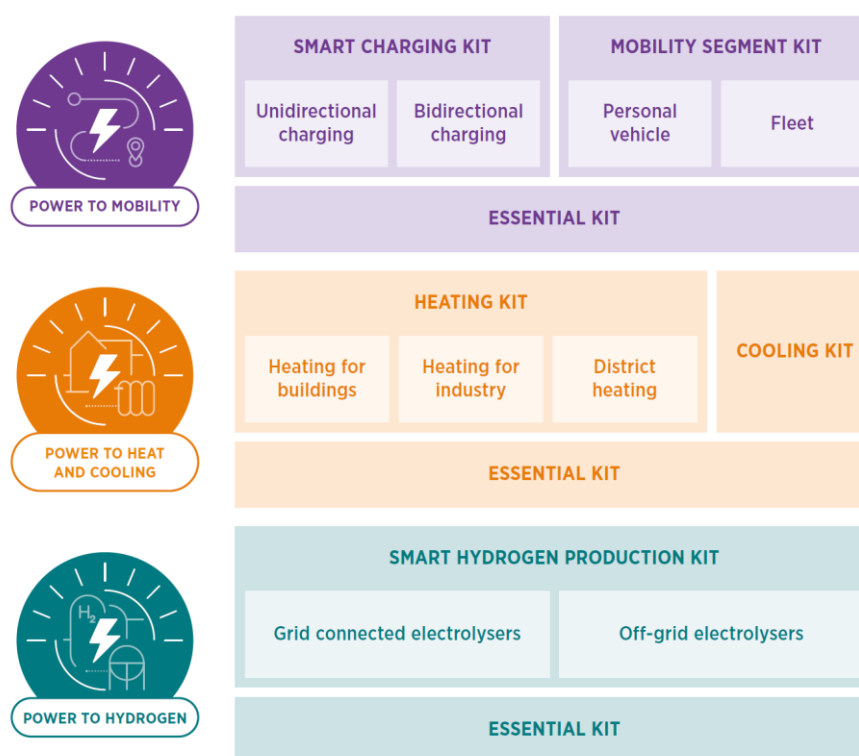 SMART CHARGING KIT
MOBILITY SEGMENT KIT
Unidirectional
charging
Bidirectional
charging
Personal
vehicle
Fleet
POWER TO MOBILITY
ESSENTIAL KIT
HEATING KIT
COOLING KIT
Heating for
buildings
Heating for
industry
District
heating
POWER TO HEAT
AND COOLING
ESSENTIAL KIT
SMART HYDROGEN PRODUCTION KIT
H2
Grid connected electrolysers
Off-grid electrolysers
POWER TO HYDROGEN
ESSENTIAL KIT